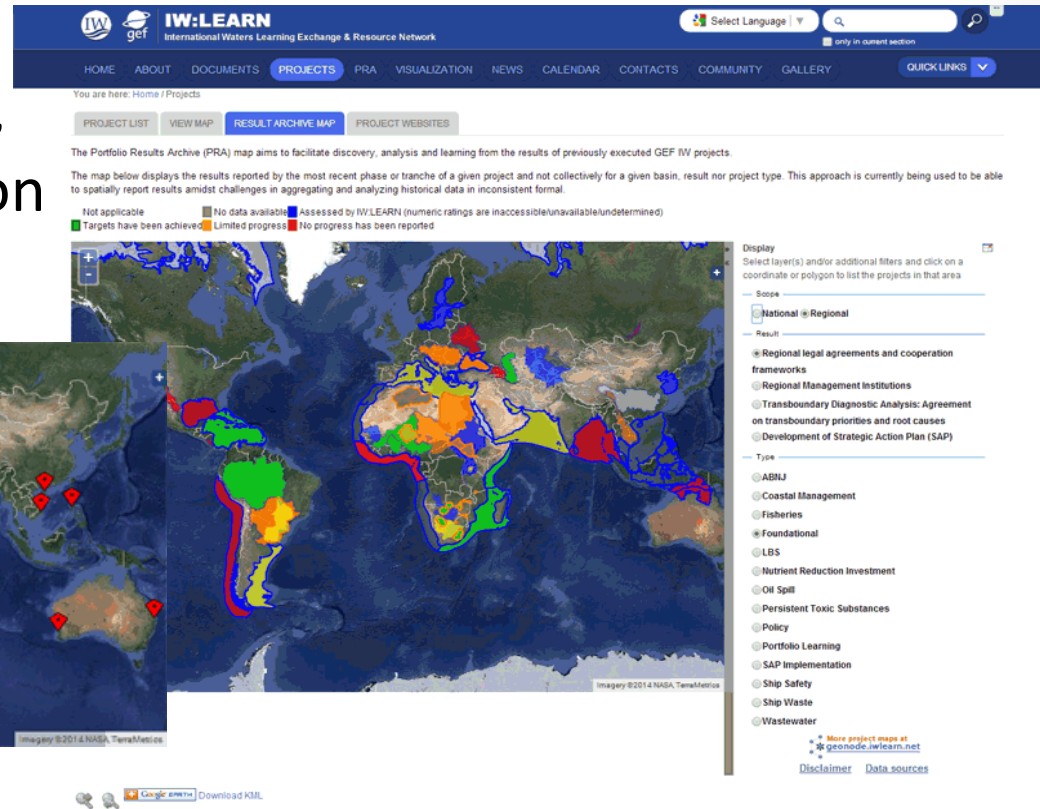 IW gef IW:LEARN
International Waters Learning Exchange & Resource Network
Select Language ▼
only in current section
HOME ABOUT DOCUMENTS PROJECTS PRA VISUALIZATION NEWS CALENDAR CONTACTS COMMUNITY GALLERY QUICK LINKS
on
You are here: Home / Projects
PROJECT LIST VIEW MAP RESULT ARCHIVE MAP PROJECT WEBSITES
The Portfolio Results Archive (PRA) map aims to facilitate discovery, analysis and learning from the results of previously executed GEF IW projects.
The map below displays the results reported by the most recent phase or tranche of a given project and not collectively for a given basin, result nor project type. This approach is currently being used to be able
to spatially report results amidst challenges in aggregating and analyzing historical data in inconsistent formal.
Not applicable No data available Assessed by IW:LEARN (numeric ratings are inaccessible/unavailable/undetermined)
Targets have been achieved Limited progress No progress has been reported
Display
Select layer(s) and/or additional filters and click on a
coordinate or polygon to list the projects in that area
Scope
National Regional
Result
Regional legal agreements and cooperation
frameworks
Regional Management Institutions
Transboundary Diagnostic Analysis: Agreement
on transboundary priorities and root causes
Development of Strategic Action Plan (SAP)
Type
ABNJ
Coastal Management
Fisheries
Foundational
LBS
Nutrient Reduction Investment
Oil Spill
Persistent Toxic Substances
Policy
Portfolio Learning
SAP Implementation
Ship Safety
Ship Waste
Wastewater
Imagery ©2014 NASA, TerraMetrics
Imagery ©2014 NASA, TerraMetrics
More project maps at
geonode.iwlearn.net
Disclaimer Data sources
Google EARTH Download KML